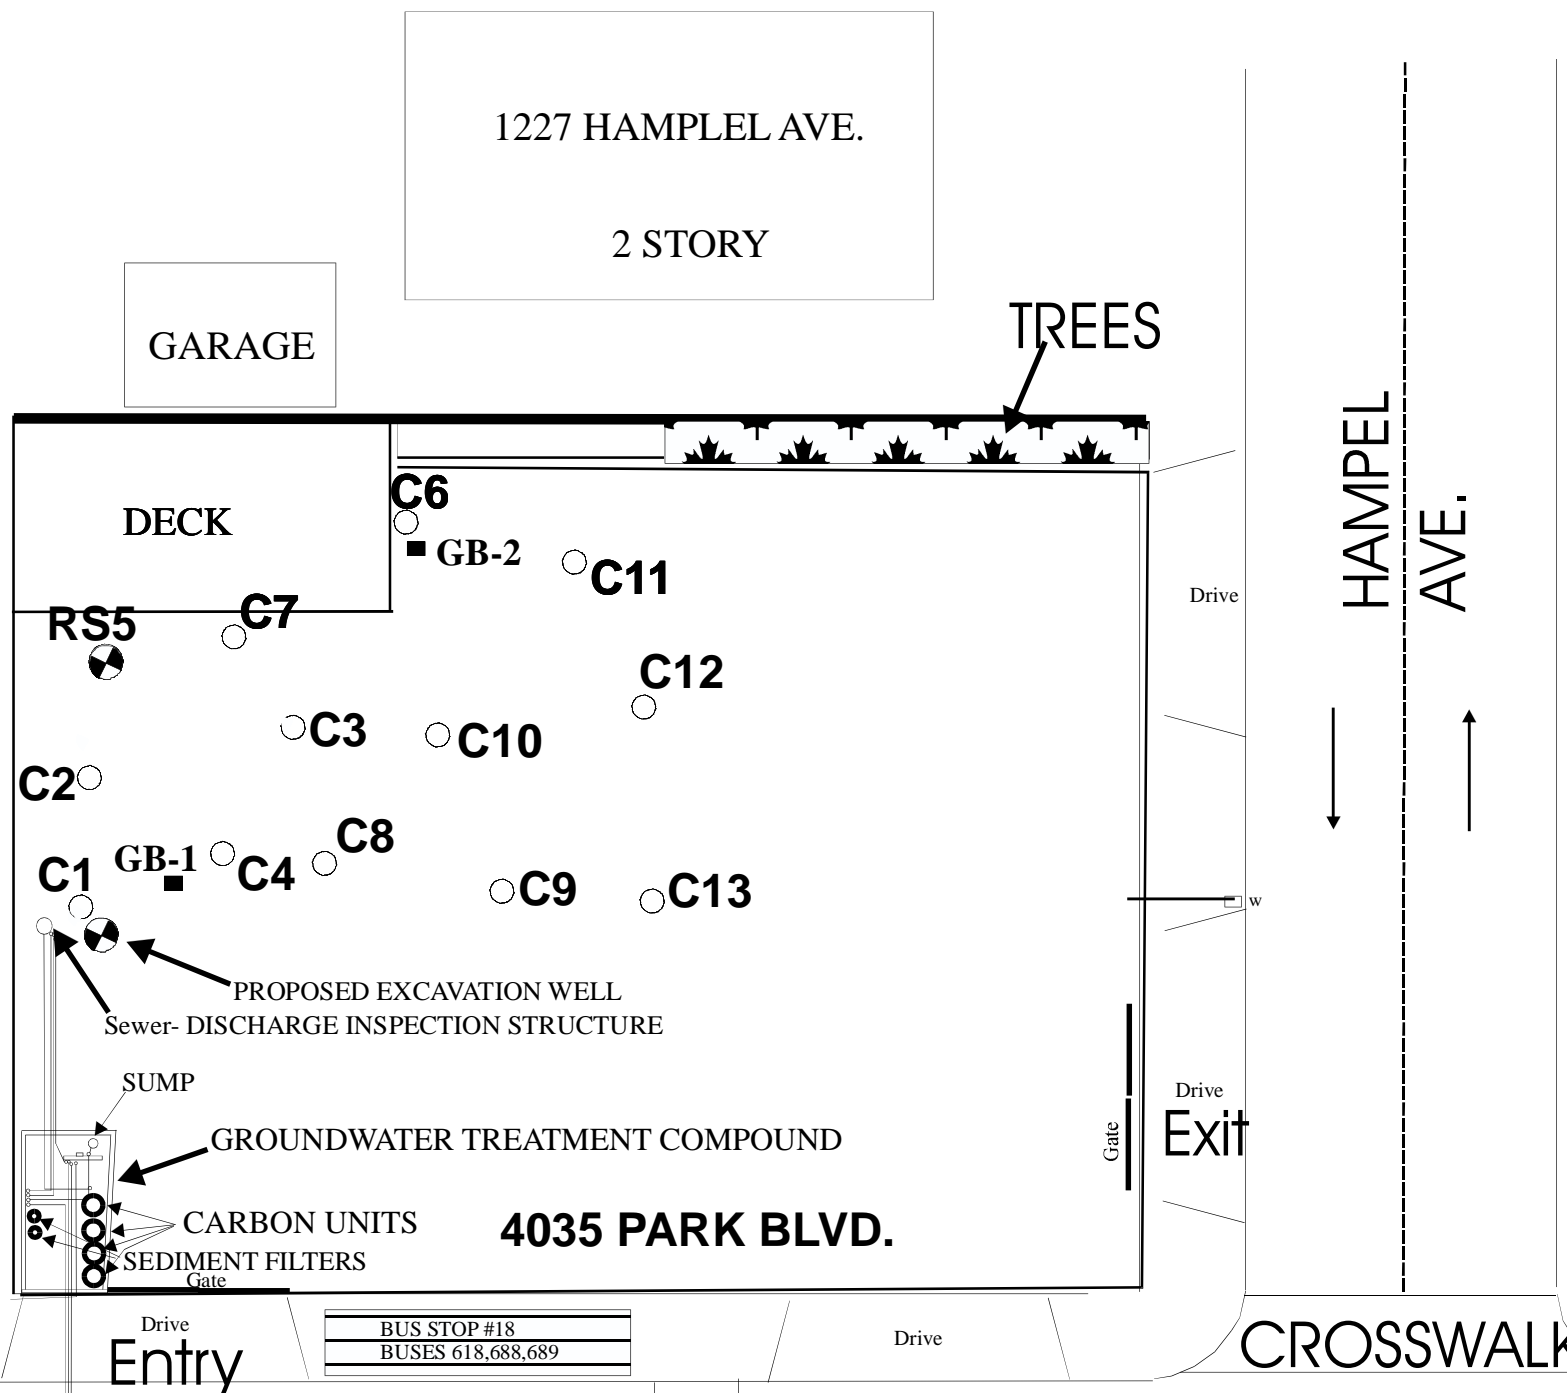 1227 HAMPLEL AVE.
2 STORY
GARAGE
TREES
HAMPEL
AVE.
DECK
C6
GB-2
C11
C7
RS5
Drive
C12
C3
C10
C2
C8
GB-1
C4
C1
C9
C13
w
PROPOSED EXCAVATION WELL
Sewer- DISCHARGE INSPECTION STRUCTURE
SUMP
Drive
Exit
Gate
GROUNDWATER TREATMENT COMPOUND
CARBON UNITS
4035 PARK BLVD.
SEDIMENT FILTERS
Gate
Drive
Entry
BUS STOP #18
BUSES 618,688,689
Drive
CROSSWALK